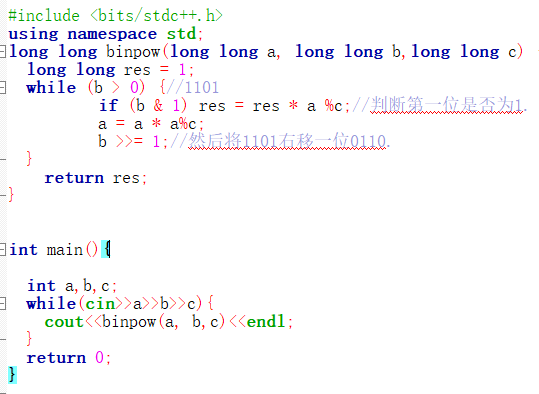 #include <bits/stdc++.h>
using namespace std;
long long binpow(long long a, long long b,long long c) {
long long res = 1;
while (b > 0) {//1101
if (b & 1) res = res * a %c;//判断第一位是否为1.
a = a * a%c;
b >>= 1;//然后将1101右移一位0110.
}
return res;
}
int main(){
int a,b,c;
while(cin>>a>>b>>c){
cout<<binpow(a, b,c)<<endl;
}
return 0;
}